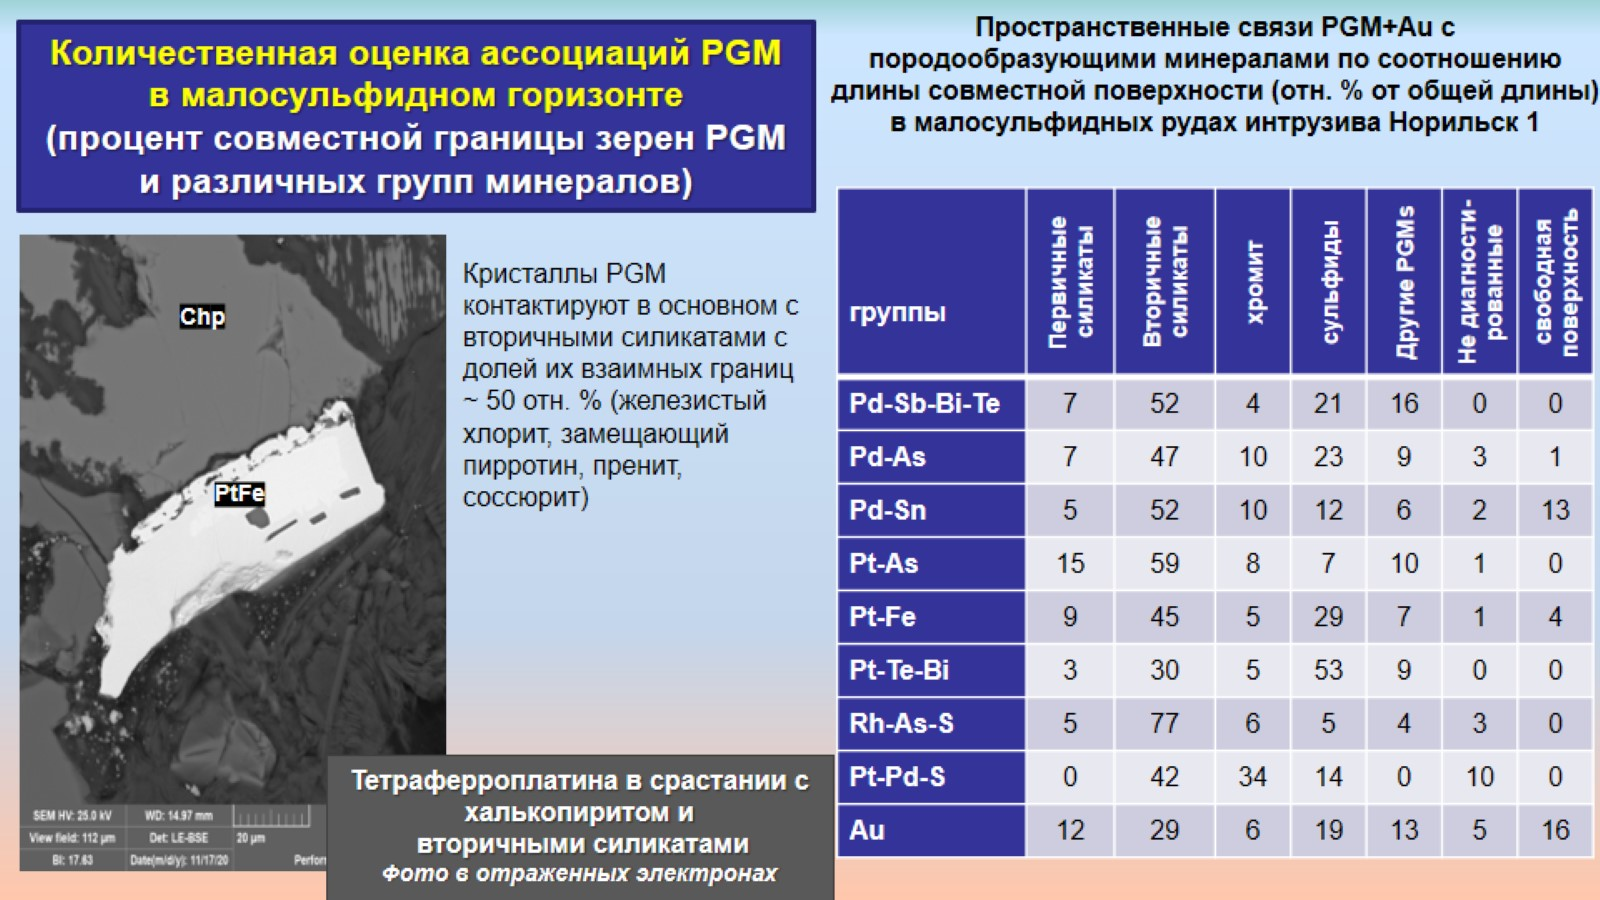 Количественная оценка ассоциаций PGM
в малосульфидном горизонте
(процент совместной границы зерен PGM
и различных групп минералов)
Пространственные связи PGM+Au с
породообразующими минералами по соотношению
длины совместной поверхности (отн. % от общей длины)
в малосульфидных рудах интрузива Норильск 1
Chp
PtFe
SEM HV: 25.0 kV WD: 14.97 mm
View field: 112 µm Det: LE-BSE 20 µm
BI: 17.63 Date(m/d/y): 11/17/20 Perfor
Кристаллы PGM
контактируют в основном с
вторичными силикатами с
долей их взаимных границ
~ 50 отн. % (железистый
хлорит, замещающий
пирротин, пренит,
соссюрит)
Тетраферроплатина в срастании с
халькопиритом и
вторичными силикатами
Фото в отраженных электронах
группы
Первичные
силикаты
Вторичные
силикаты
хромит
сульфиды
Другие PGMs
Не диагности-
рованные
свободная
поверхность
Pd-Sb-Bi-Te 7 52 4 21 16 0 0
Pd-As 7 47 10 23 9 3 1
Pd-Sn 5 52 10 12 6 2 13
Pt-As 15 59 8 7 10 1 0
Pt-Fe 9 45 5 29 7 1 4
Pt-Te-Bi 3 30 5 53 9 0 0
Rh-As-S 5 77 6 5 4 3 0
Pt-Pd-S 0 42 34 14 0 10 0
Au 12 29 6 19 13 5 16